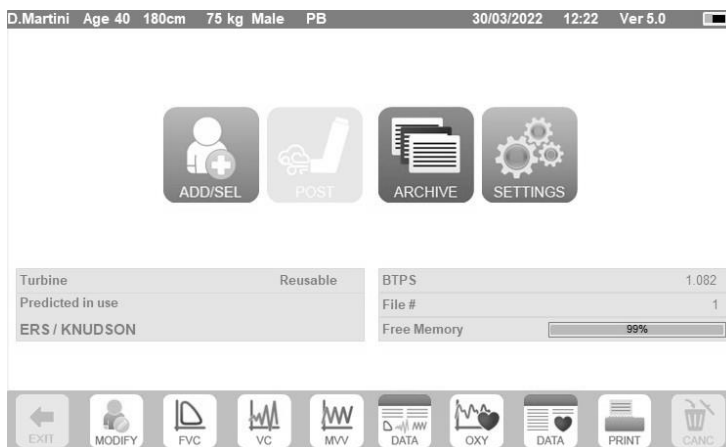 D.Martini Age 40 180cm 75 kg Male PB 30/03/2022 12:22 Ver 5.0
ADD/SEL POST ARCHIVE SETTINGS
Turbine Reusable
Predicted in use
ERS / KNUDSON
BTPS 1.082
File # 1
Free Memory 99%
EXIT MODIFY FVC VC MVV DATA OXY DATA PRINT CANC